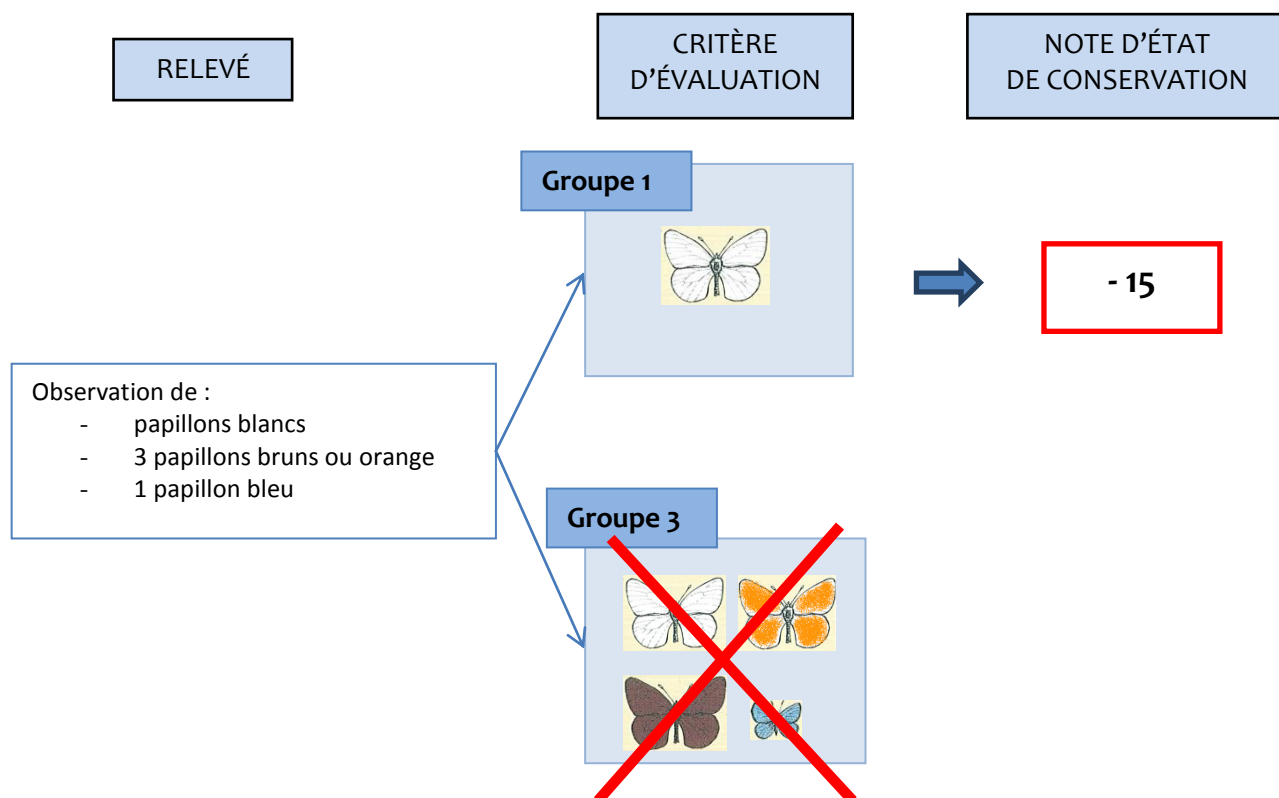 RELEVÉ
CRITÈRE
D'ÉVALUATION
NOTE D'ÉTAT
DE CONSERVATION
Groupe 1
- 15
Observation de :
- papillons blancs
- 3 papillons bruns ou orange
- 1 papillon bleu
Groupe 3